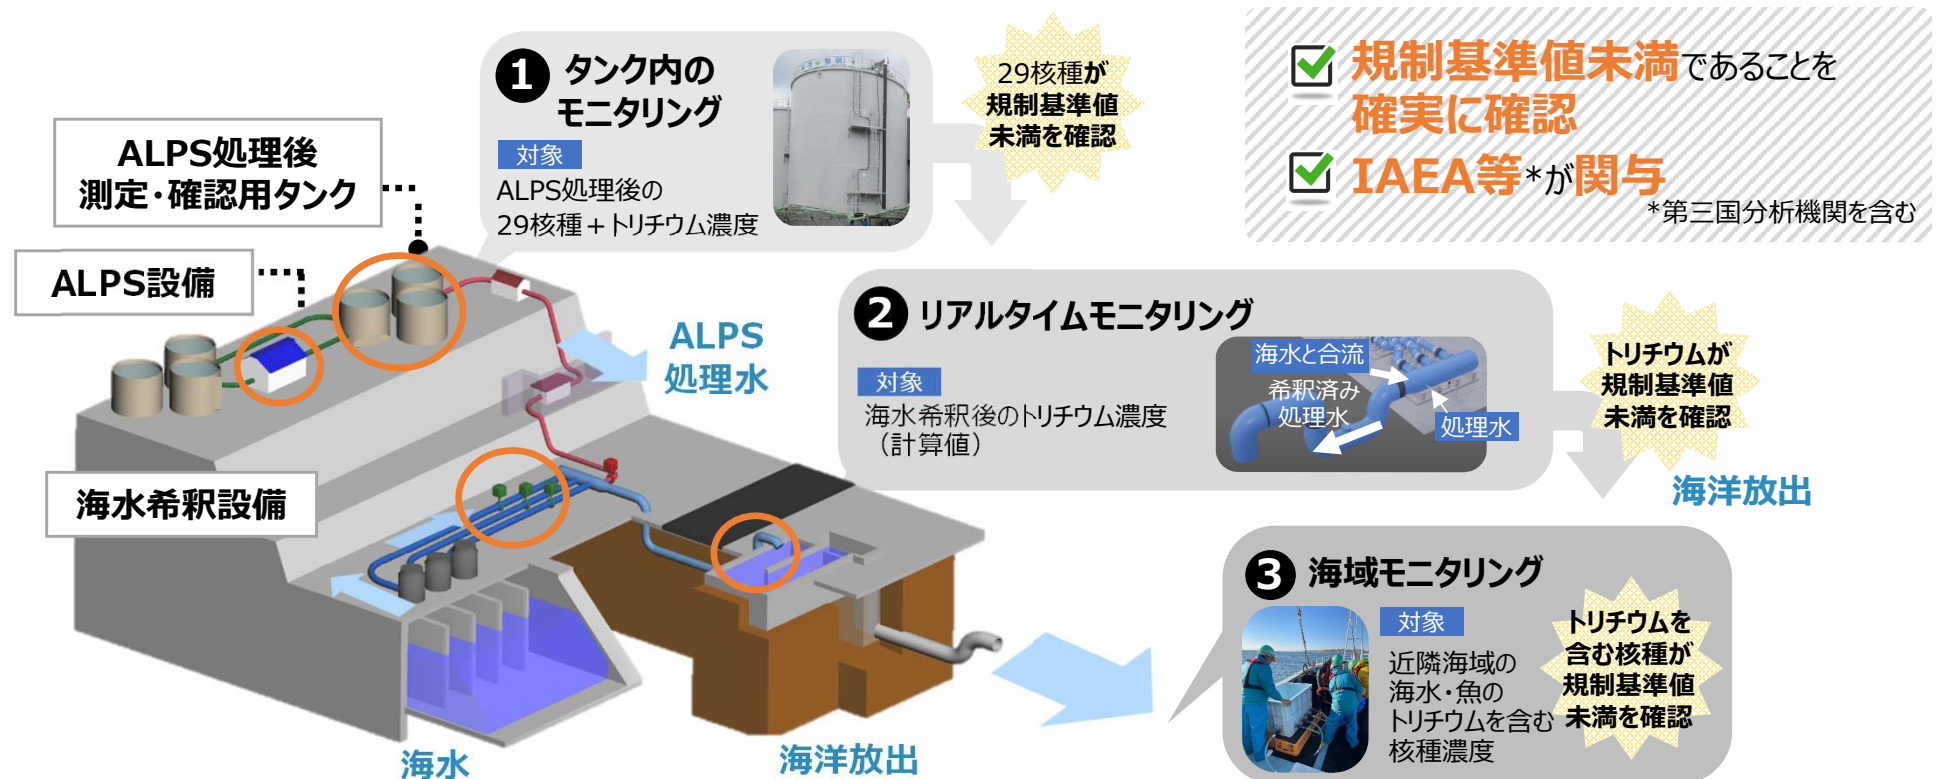 1 タンク内の
モニタリング
対象
ALPS処理後の
29核種+トリチウム濃度
29核種が
規制基準値
未満を確認
規制基準値未満であることを
確実に確認
IAEA等*が関与
*第三国分析機関を含む
ALPS処理後
測定・確認用タンク
ALPS設備
ALPS
処理水
海水希釈設備
海水
海洋放出
2 リアルタイムモニタリング
対象
海水希釈後のトリチウム濃度
(計算値)
海水と合流
希釈済み
処理水
処理水
トリチウムが
規制基準値
未満を確認
海洋放出
3 海域モニタリング
対象
近隣海域の
海水・魚の
トリチウムを含む
核種濃度
トリチウムを
含む核種が
規制基準値
未満を確認